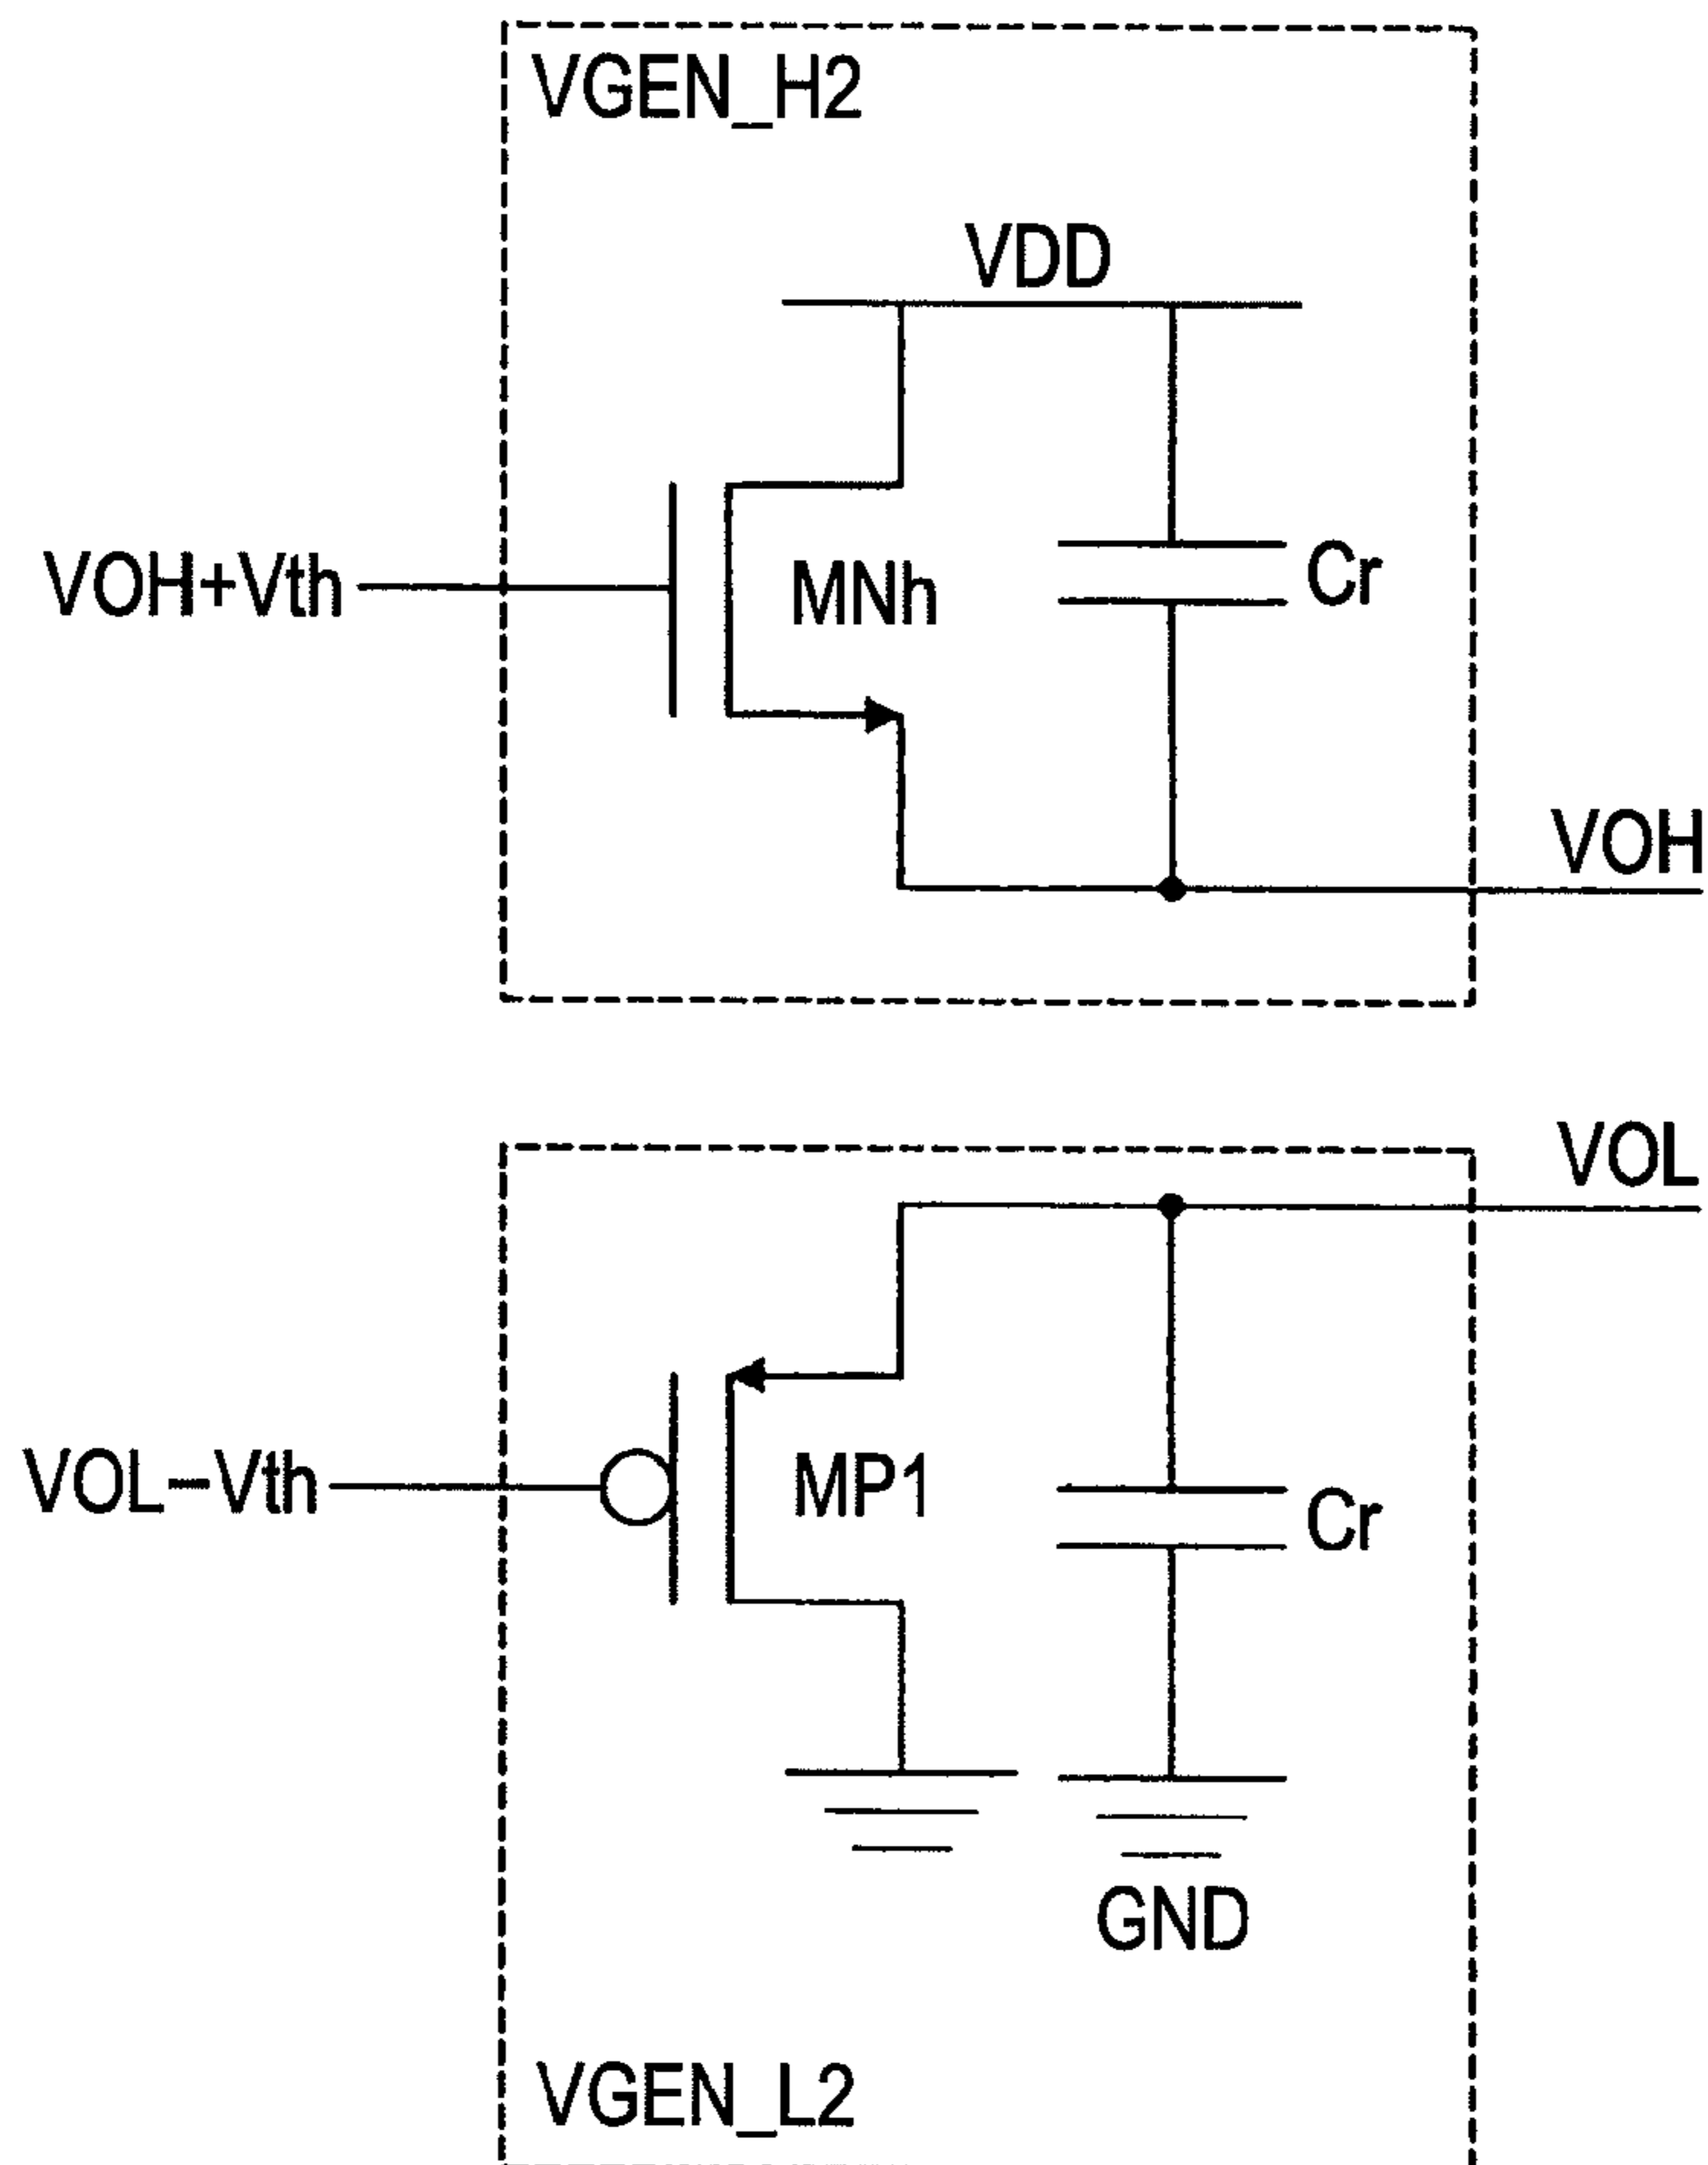 VGEN_H2
VDD
VOH+Vth
MNh
Cr
VOH
VOL
VOL-Vth
MP1
Cr
GND
VGEN_L2